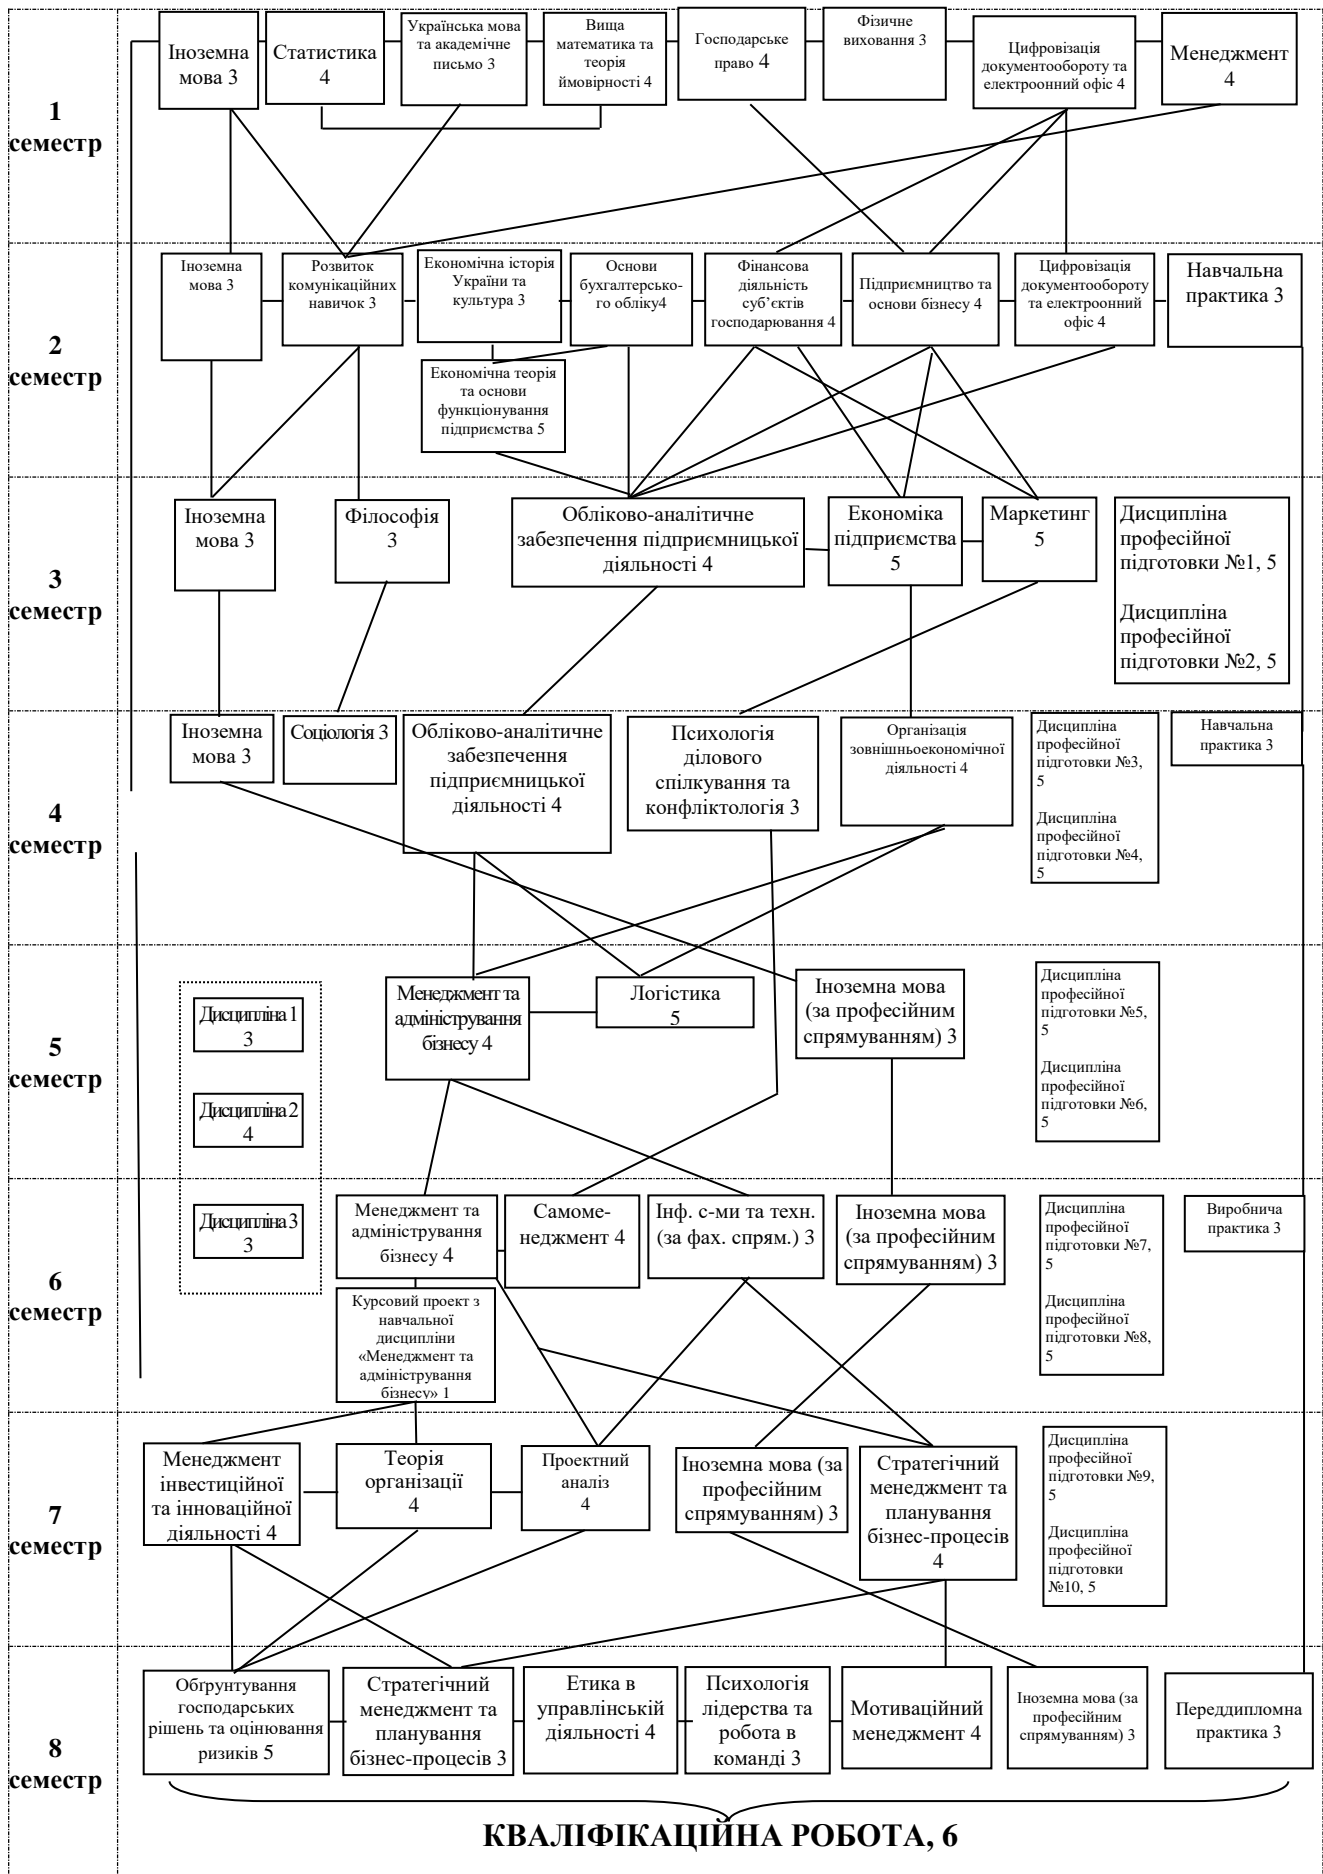 1
семестр
Іноземна
мова 3
Статистика
4
Українська мова
та академічне
письмо 3
Вища
математика та
теорія
ймовірності 4
Господарське
право 4
Фізичне
виховання 3
Цифровізація
документообороту та
електроонний офіс 4
Менеджмент
4
2
семестр
Іноземна
мова 3
Розвиток
комунікаційних
навичок 3
Економічна історія
України та
культура 3
Основи
бухгалтерсько-
го обліку4
Фінансова
діяльність
суб’єктів
господарювання 4
Підприємництво та
основи бізнесу 4
Цифровізація
документообороту
та електроонний
офіс 4
Навчальна
практика 3
Економічна теорія
та основи
функціонування
підприємства 5
3
семестр
Іноземна
мова 3
Філософія
3
Обліково-аналітичне
забезпечення підприємницької
діяльності 4
Економіка
підприємства
5
Маркетинг
5
Дисципліна
професійної
підготовки №1, 5
Дисципліна
професійної
підготовки №2, 5
4
семестр
Іноземна
мова 3
Соціологія 3
Обліково-аналітичне
забезпечення
підприємницької
діяльності 4
Психологія
ділового
спілкування та
конфліктологія 3
Організація
зовнішньоекономічної
діяльності 4
Дисципліна
професійної
підготовки №3,
5
Дисципліна
професійної
підготовки №4,
5
Навчальна
практика 3
5
семестр
Дисципліна 1
3
Дисципліна 2
4
Менеджмент та
адміністрування
бізнесу 4
Логістика
5
Іноземна мова
(за професійним
спрямуванням) 3
Дисципліна
професійної
підготовки №5,
5
Дисципліна
професійної
підготовки №6,
5
6
семестр
Дисципліна 3
3
Менеджмент та
адміністрування
бізнесу 4
Самоме-
неджмент 4
Інф. с-ми та техн.
(за фах. спрям.) 3
Іноземна мова
(за професійним
спрямуванням) 3
Дисципліна
професійної
підготовки №7,
5
Дисципліна
професійної
підготовки №8,
5
Виробнича
практика 3
Курсовий проект з
навчальної
дисципліни
«Менеджмент та
адміністрування
бізнесу» 1
7
семестр
Менеджмент
інвестиційної
та інноваційної
діяльності 4
Теорія
організації
4
Проектний
аналіз
4
Іноземна мова (за
професійним
спрямуванням) 3
Стратегічний
менеджмент та
планування
бізнес-процесів
4
Дисципліна
професійної
підготовки №9,
5
Дисципліна
професійної
підготовки
№10, 5
8
семестр
Обґрунтування
господарських
рішень та оцінювання
ризиків 5
Стратегічний
менеджмент та
планування
бізнес-процесів 3
Етика в
управлінській
діяльності 4
Психологія
лідерства та
робота в
команді 3
Мотиваційний
менеджмент 4
Іноземна мова (за
професійним
спрямуванням) 3
Переддипломна
практика 3
КВАЛІФІКАЦІЙНА РОБОТА, 6